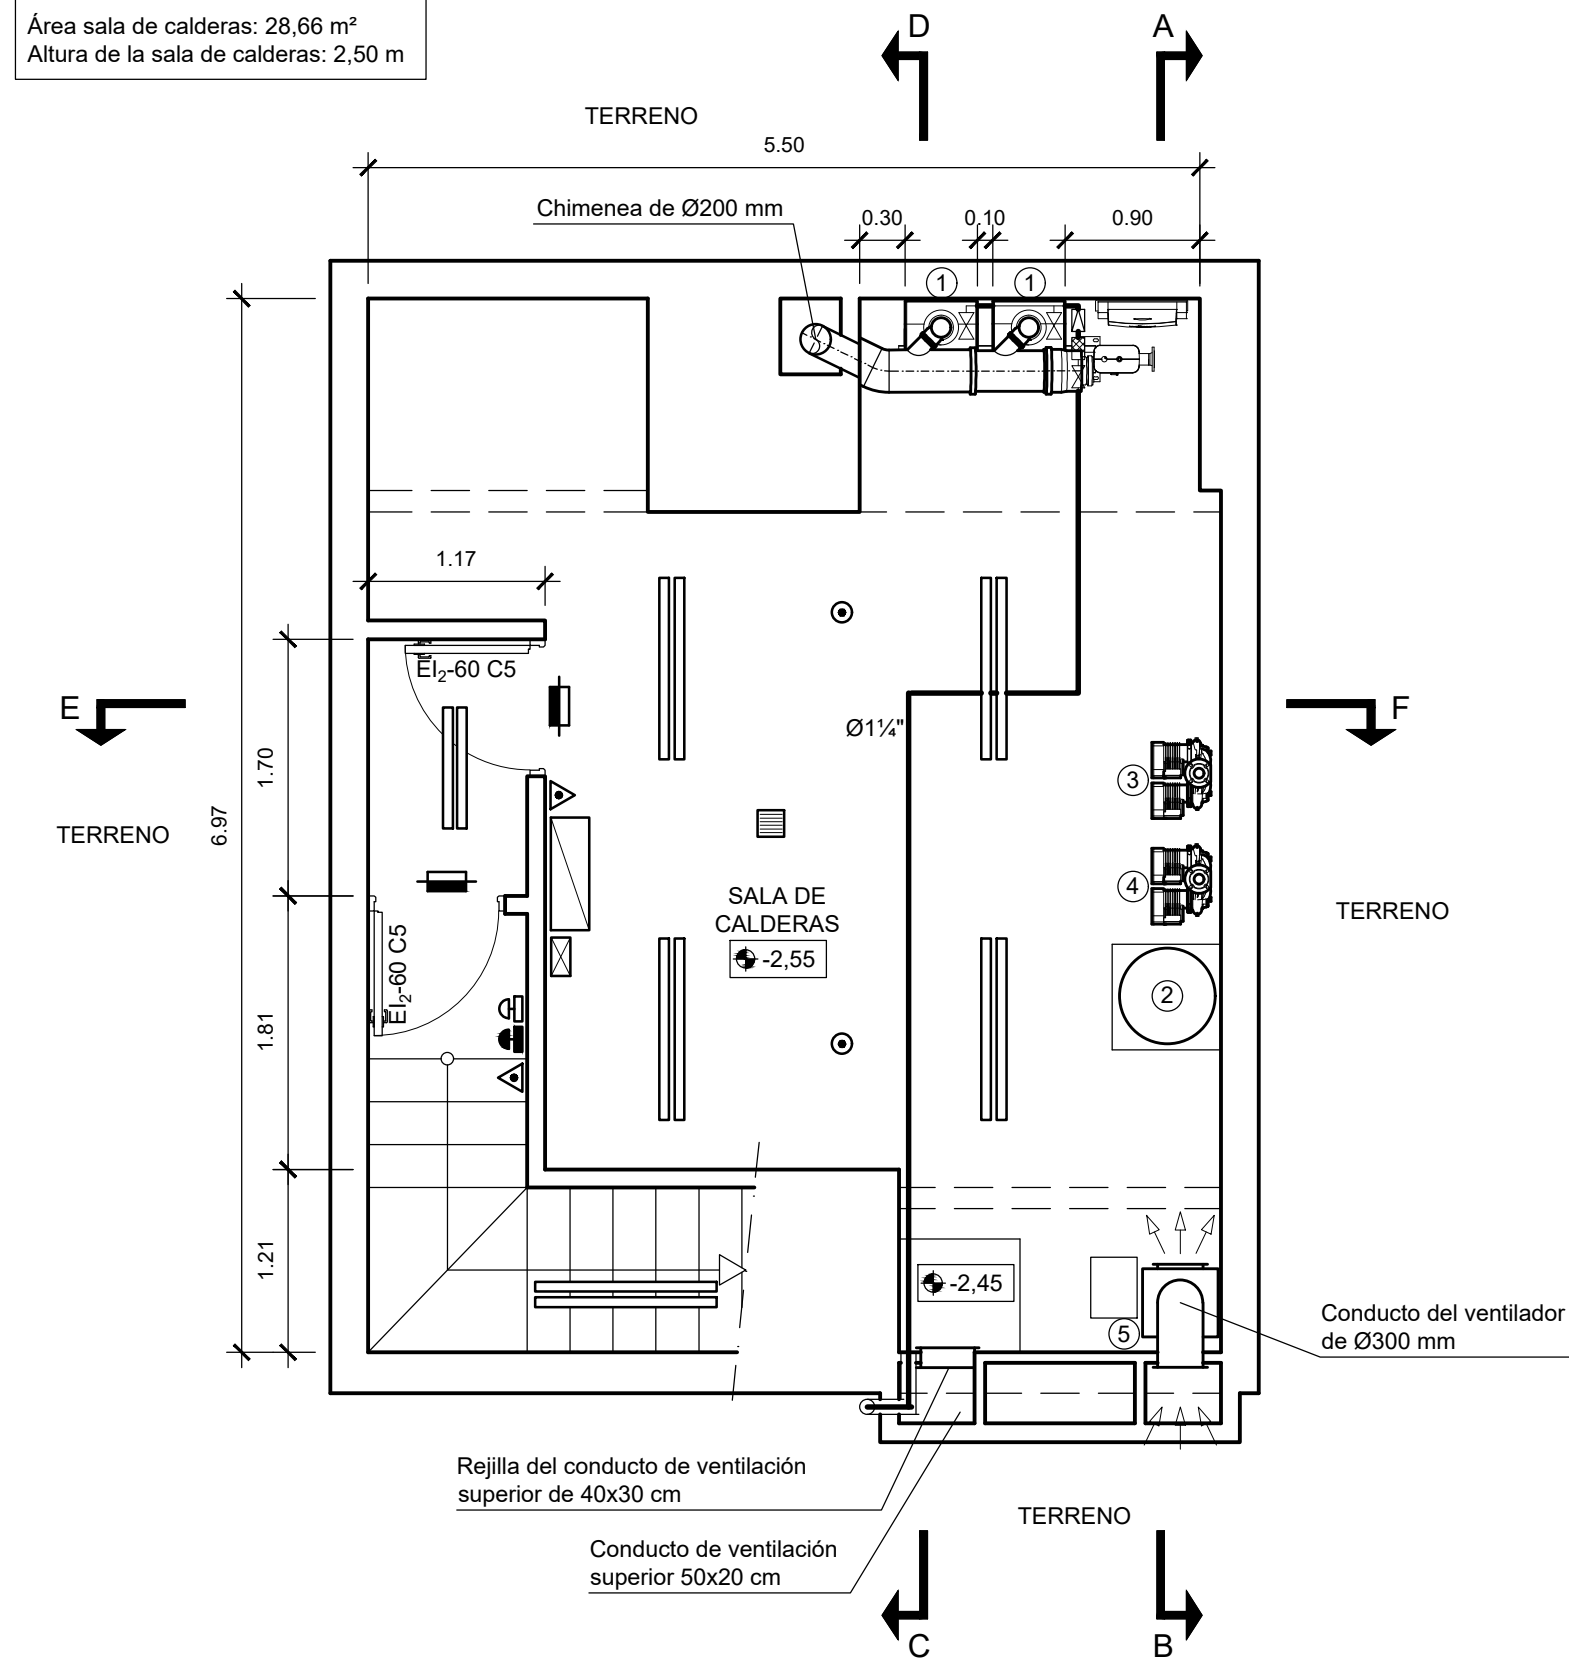 Área sala de calderas: 28,66 m²
Altura de la sala de calderas: 2,50 m
D
A
TERRENO
5.50
Chimenea de Ø200 mm
0.30
0.10
0.90
1
1
1.17
EI₂-60 C5
E
F
Ø1¼"
1.70
6.97
3
TERRENO
4
SALA DE
CALDERAS
TERRENO
-2,55
EI₂-60 C5
2
1.81
1.21
-2,45
5
Conducto del ventilador
de Ø300 mm
Rejilla del conducto de ventilación
superior de 40x30 cm
TERRENO
Conducto de ventilación
superior 50x20 cm
C
B